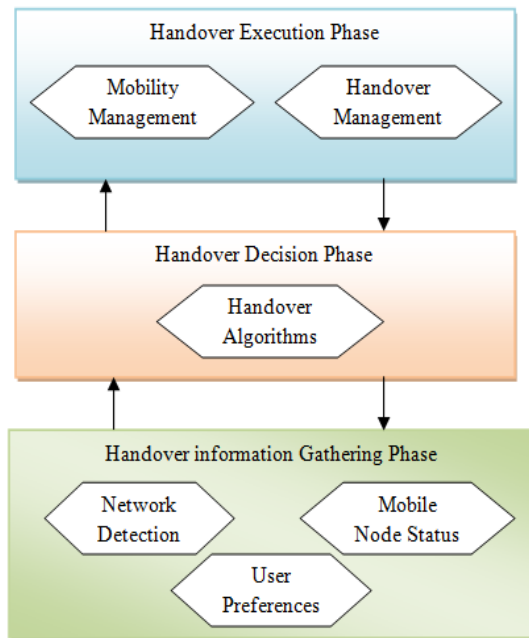 Handover Execution Phase
Mobility
Management
Handover
Management
Handover Decision Phase
Handover
Algorithms
Handover information Gathering Phase
Network
Detection
Mobile
Node Status
User
Preferences